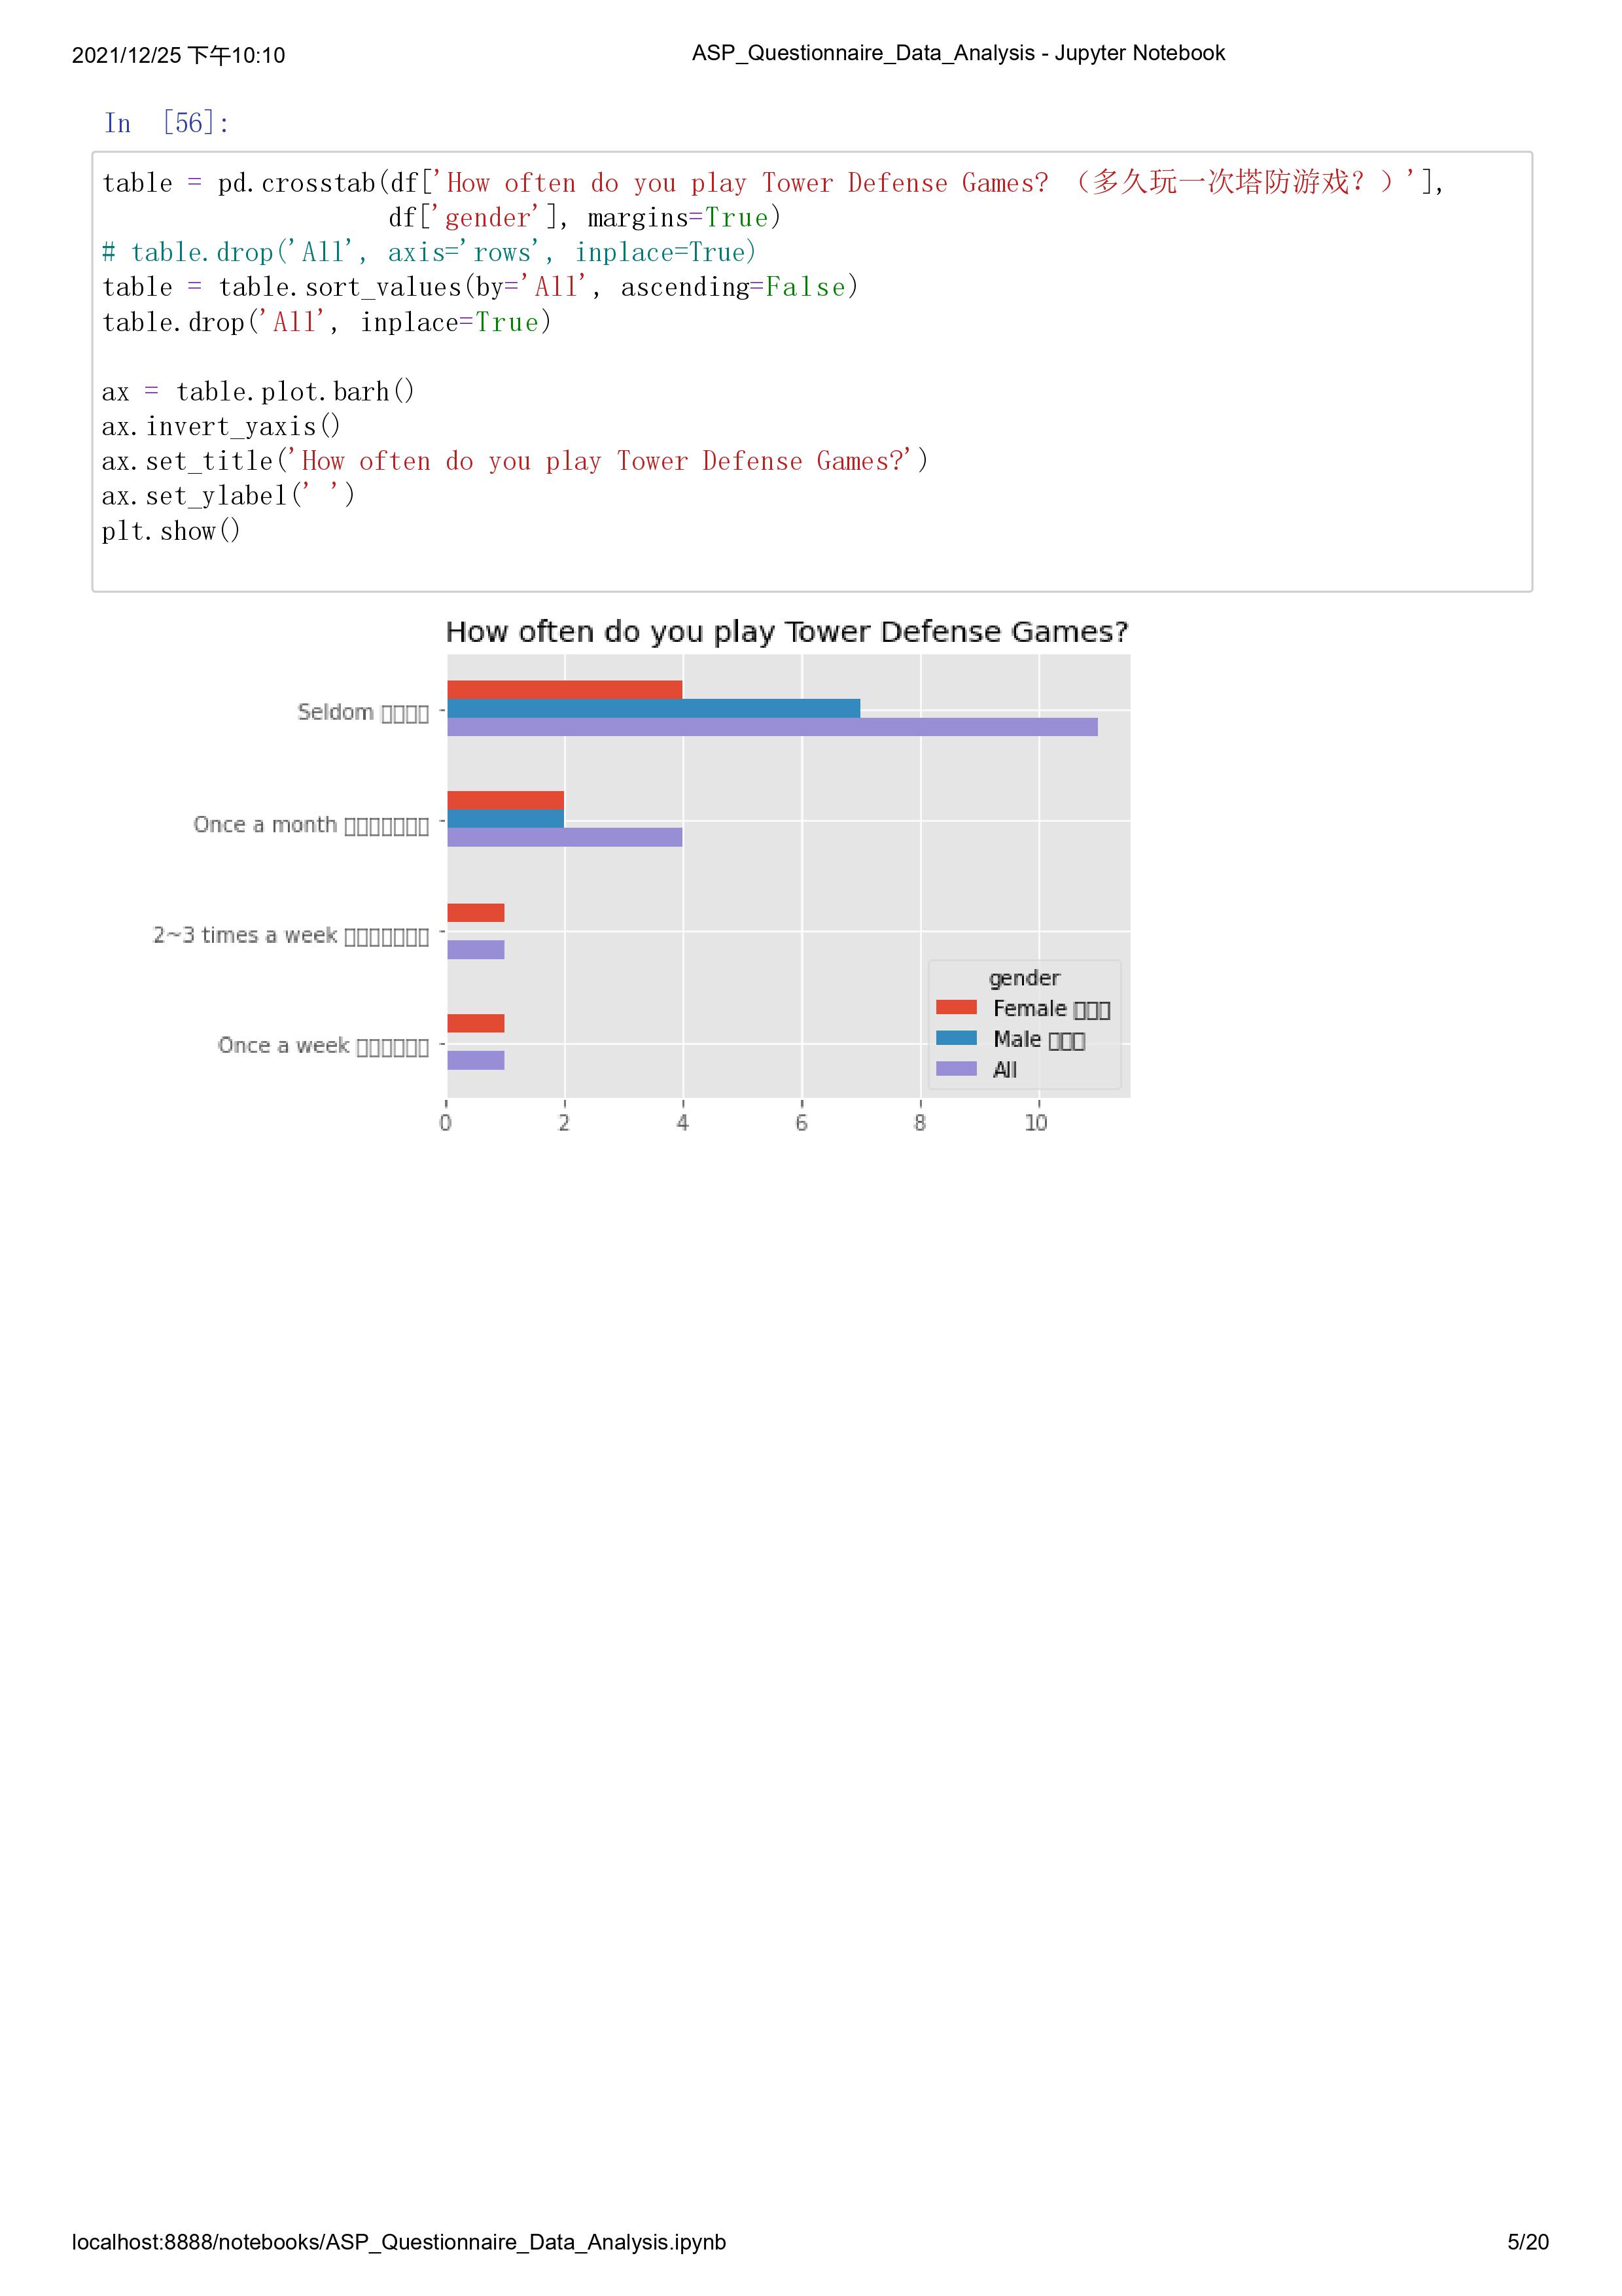 2021/12/25 下午10:10
ASP_Questionnaire_Data_Analysis - Jupyter Notebook
In [56]:
table = pd.crosstab(df['How often do you play Tower Defense Games? （多久玩一次塔防游戏？）'],
df['gender'], margins=True)
# table.drop('All', axis='rows', inplace=True)
table = table.sort_values(by='All', ascending=False)
table.drop('All', inplace=True)
ax = table.plot.barh()
ax.invert_yaxis()
ax.set_title('How often do you play Tower Defense Games?')
ax.set_ylabel(' ')
plt.show()
How often do you play Tower Defense Games?
Seldom
Once a month
2~3 times a week
Once a week
gender
Female
Male
All
0 2 4 6 8 10
localhost:8888/notebooks/ASP_Questionnaire_Data_Analysis.ipynb
5/20